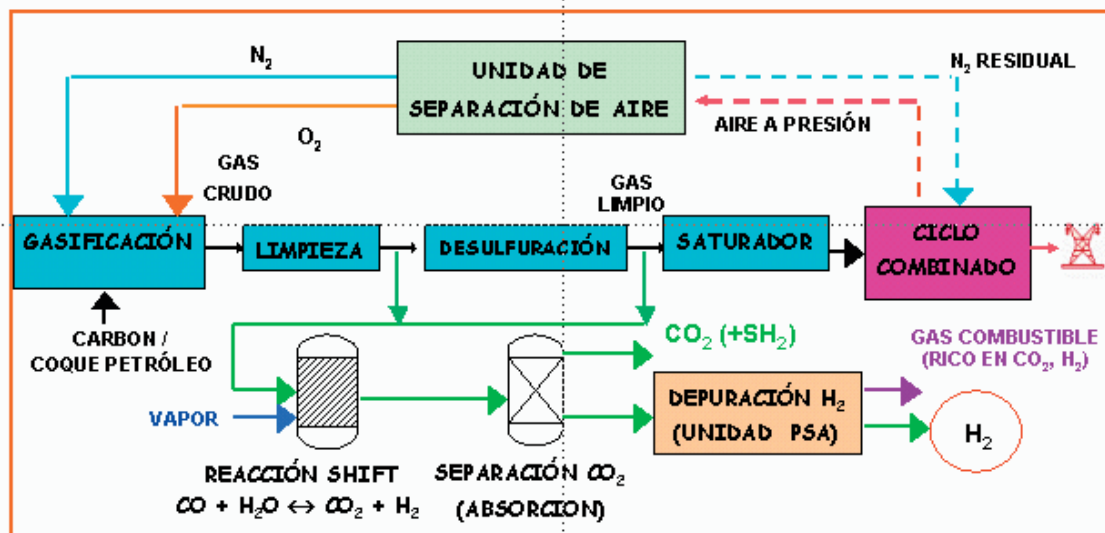 N₂
UNIDAD DE
SEPARACIÓN DE AIRE
N₂ RESIDUAL
AIRE A PRESIÓN
O₂
GAS
CRUDO
GAS
LIMPIO
GASIFICACIÓN
LIMPIEZA
DESULFURACIÓN
SATURADOR
CICLO
COMBINADO
CARBON /
COQUE PETRÓLEO
CO₂ (+SH₂)
GAS COMBUSTIBLE
(RICO EN CO₂, H₂)
VAPOR
DEPURACIÓN H₂
(UNIDAD PSA)
H₂
REACCIÓN SHIFT
CO + H₂O ↔ CO₂ + H₂
SEPARACIÓN CO₂
(ABSORCION)